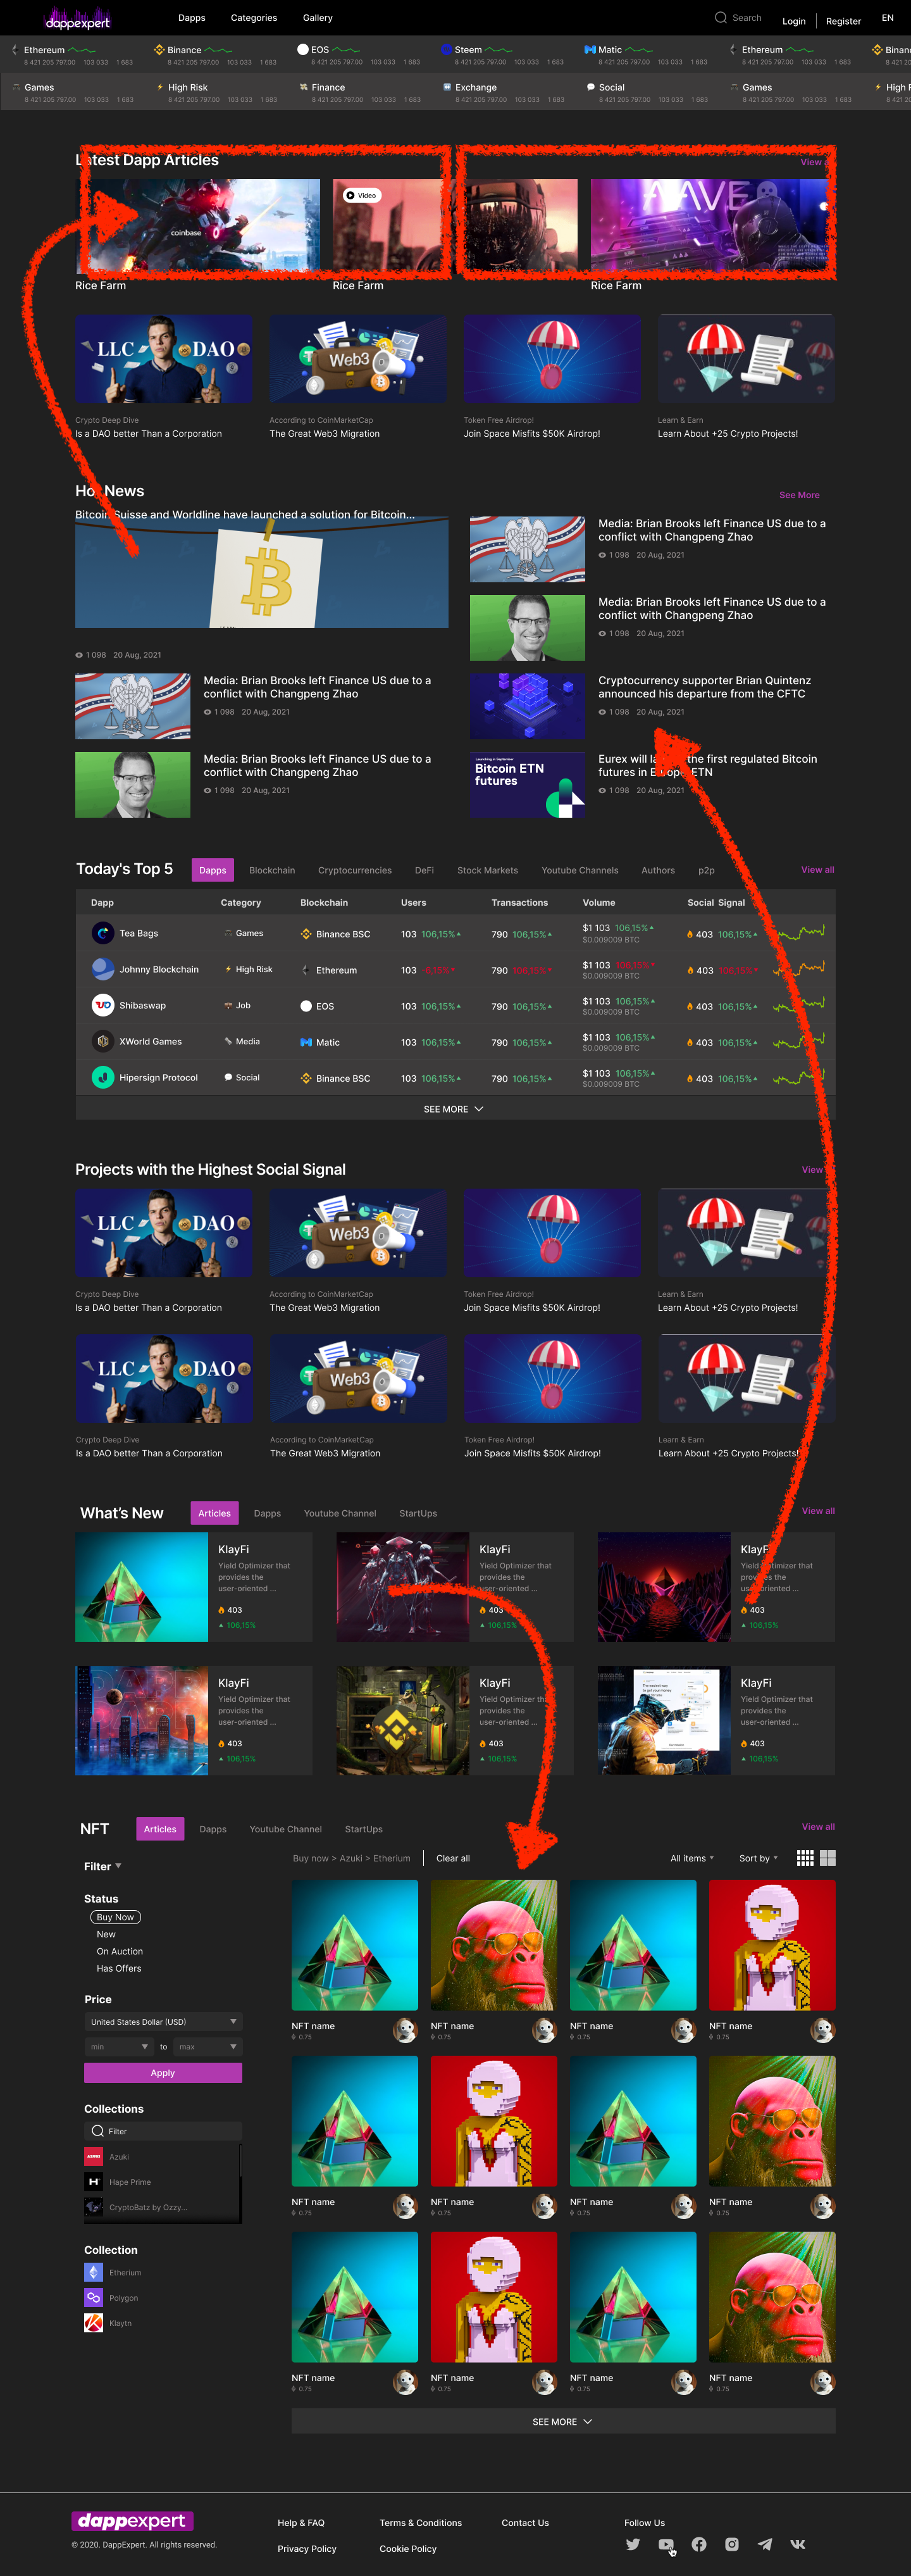 dappexpert
Dapps Categories Gallery
Search Login Register EN
Ethereum Binance EOS Steem Matic Ethereum
8 421 205 797.00 103 033 1 683 8 421 205 797.00 103 033 1 683 8 421 205 797.00 103 033 1 683 8 421 205 797.00 103 033 1 683 8 421 205 797.00 103 033 1 683 8 421 205 797.00 103 033 1 683
Games High Risk Finance Exchange Social Games
8 421 205 797.00 103 033 1 683 8 421 205 797.00 103 033 1 683 8 421 205 797.00 103 033 1 683 8 421 205 797.00 103 033 1 683 8 421 205 797.00 103 033 1 683 8 421 205 797.00 103 033 1 683
Latest Dapp Articles View
coinbase
Video
AAVE
Rice Farm Rice Farm Rice Farm
LLC DAO
Web3
Crypto Deep Dive
Is a DAO better Than a Corporation
According to CoinMarketCap
The Great Web3 Migration
Token Free Airdrop!
Join Space Misfits $50K Airdrop!
Learn & Earn
Learn About +25 Crypto Projects!
Hot News See More
Bitcoin Suisse and Worldline have launched a solution for Bitcoin...
1 098 20 Aug, 2021
Media: Brian Brooks left Finance US due to a
conflict with Changpeng Zhao
1 098 20 Aug, 2021
Media: Brian Brooks left Finance US due to a
conflict with Changpeng Zhao
1 098 20 Aug, 2021
Media: Brian Brooks left Finance US due to a
conflict with Changpeng Zhao
1 098 20 Aug, 2021
Media: Brian Brooks left Finance US due to a
conflict with Changpeng Zhao
1 098 20 Aug, 2021
Cryptocurrency supporter Brian Quintenz
announced his departure from the CFTC
1 098 20 Aug, 2021
Launching in September
Bitcoin ETN
futures
Eurex will the first regulated Bitcoin
futures in ETN
1 098 20 Aug, 2021
Today's Top 5 Dapps Blockchain Cryptocurrencies DeFi Stock Markets Youtube Channels Authors p2p View all
Dapp Category Blockchain Users Transactions Volume Social Signal
Tea Bags Games Binance BSC 103 106,15% 790 106,15% $1 103 106,15% 403 106,15%
$0.009009 BTC
Johnny Blockchain High Risk Ethereum 103 790 106,15% $1 103 106,15% 403 106,15%
$0.009009 BTC
Shibaswap Job EOS 103 106,15% 790 106,15% $1 103 106,15% 403 106,15%
$0.009009 BTC
XWorld Games Media Matic 103 106,15% 790 106,15% $1 103 106,15% 403 106,15%
$0.009009 BTC
Hipersign Protocol Social Binance BSC 103 106,15% 790 106,15% $1 103 106,15% 403 106,15%
$0.009009 BTC
SEE MORE
Projects with the Highest Social Signal View
LLC DAO
Web3
Crypto Deep Dive
Is a DAO better Than a Corporation
According to CoinMarketCap
The Great Web3 Migration
Token Free Airdrop!
Join Space Misfits $50K Airdrop!
Learn & Earn
Learn About +25 Crypto Projects!
LLC DAO
Web3
Crypto Deep Dive
Is a DAO better Than a Corporation
According to CoinMarketCap
The Great Web3 Migration
Token Free Airdrop!
Join Space Misfits $50K Airdrop!
Learn & Earn
Learn About +25 Crypto Projects!
What's New Articles Dapps Youtube Channel StartUps View all
KlayFi
Yield Optimizer that
provides the
user-oriented ...
403
106,15%
KlayFi
Yield Optimizer that
provides the
user-oriented ...
403
106,15%
KlayFi
Yield Optimizer that
provides the
user-oriented ...
403
106,15%
KlayFi
Yield Optimizer that
provides the
user-oriented ...
403
106,15%
KlayFi
Yield Optimizer that
provides the
user-oriented ...
403
106,15%
KlayFi
Yield Optimizer that
provides the
user-oriented ...
403
106,15%
NFT Articles Dapps Youtube Channel StartUps View all
Filter
Buy now > Azuki > Etherium Clear all All items Sort by
Status
Buy Now
New
On Auction
Has Offers
Price
United States Dollar (USD)
min to max
Apply
Collections
Filter
Azuki
Hape Prime
CryptoBatz by Ozzy...
Collection
Etherium
Polygon
Klaytn
NFT name NFT name NFT name NFT name
0.75 0.75 0.75 0.75
NFT name NFT name NFT name NFT name
0.75 0.75 0.75 0.75
NFT name NFT name NFT name NFT name
0.75 0.75 0.75 0.75
SEE MORE
dappexpert
© 2020. DappExpert. All rights reserved.
Help & FAQ Terms & Conditions Contact Us Follow Us
Privacy Policy Cookie Policy